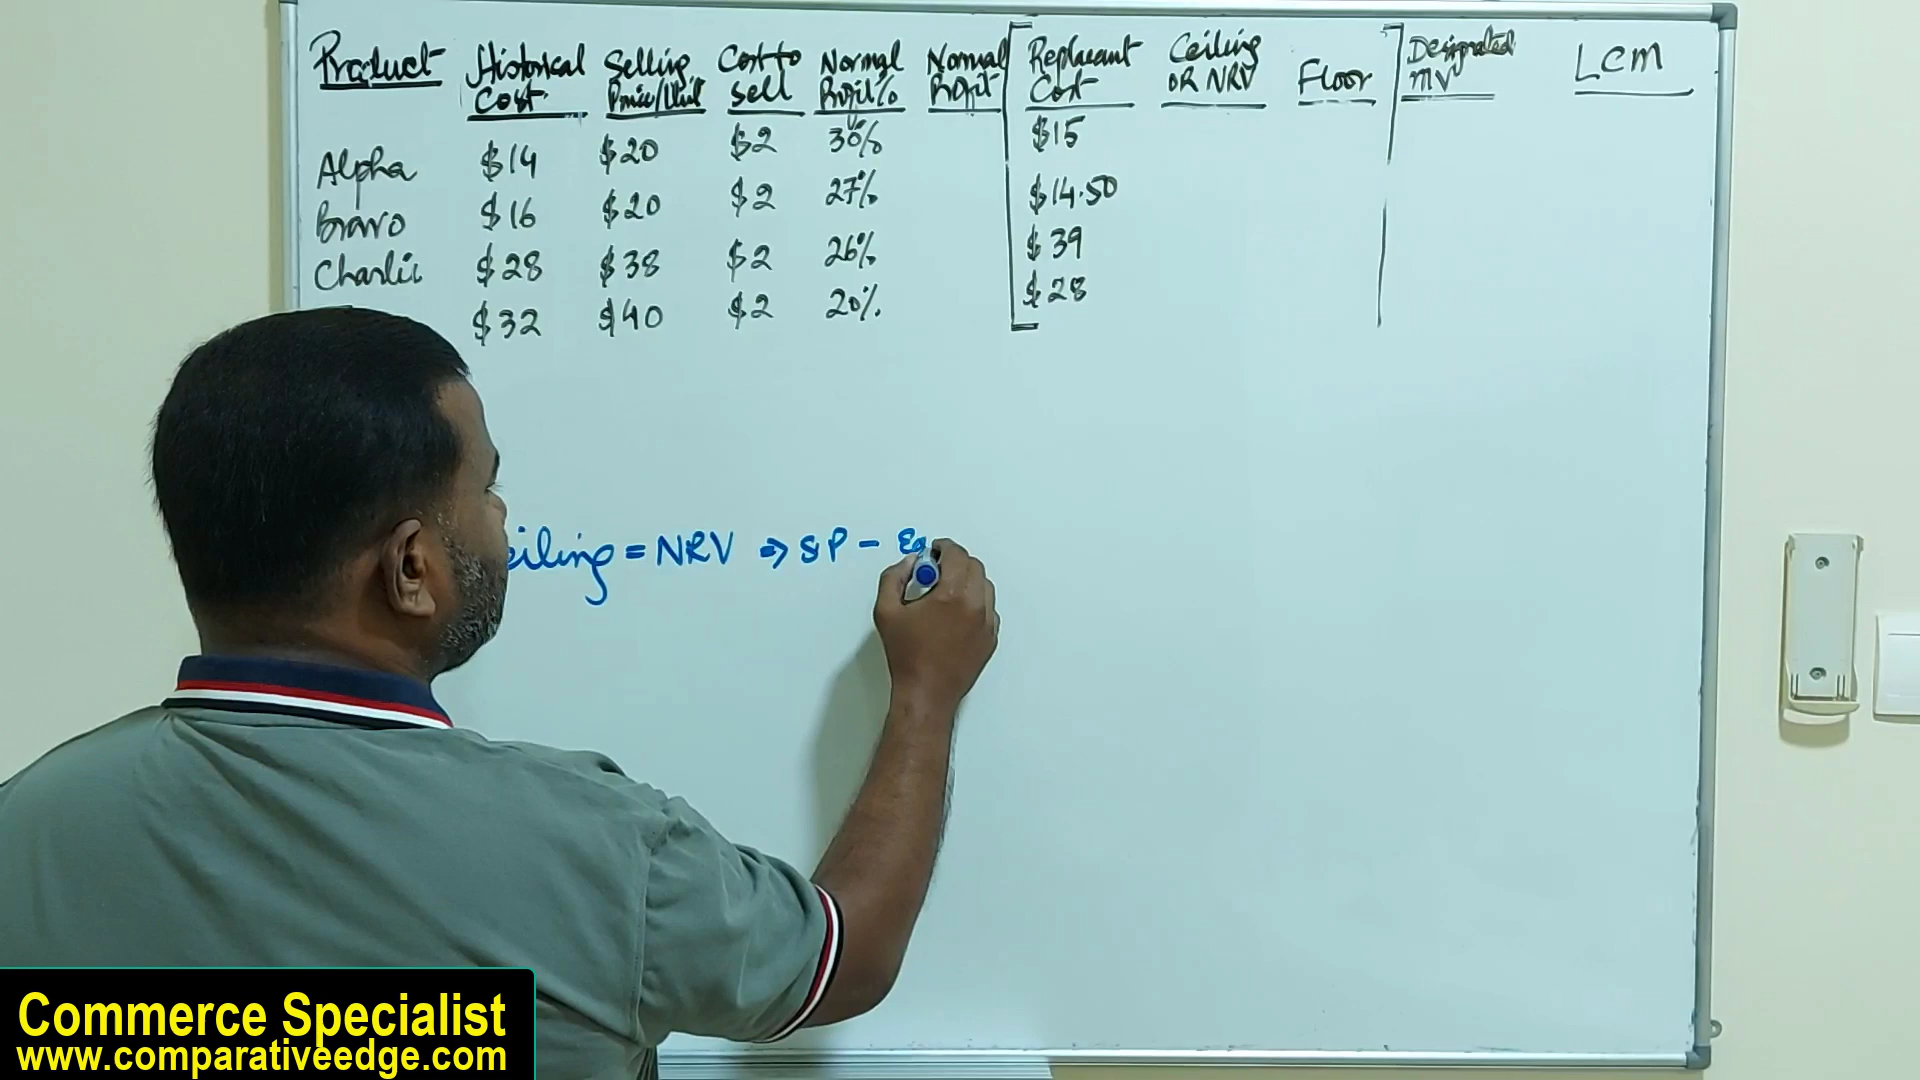 Product Historical Cost Selling Price/Unit Cost to sell Normal Profit% Normal Profit Replacant Cost Ceiling OR NRV Floor Designated MV LCM
Alpha $14 $20 $2 30% $15
Bravo $16 $20 $2 27% $14.50
Charlie $28 $38 $2 26% $39
$32 $40 $2 20% $28
eiling = NRV ⇒ SP -
Commerce Specialist
www.comparativeedge.com